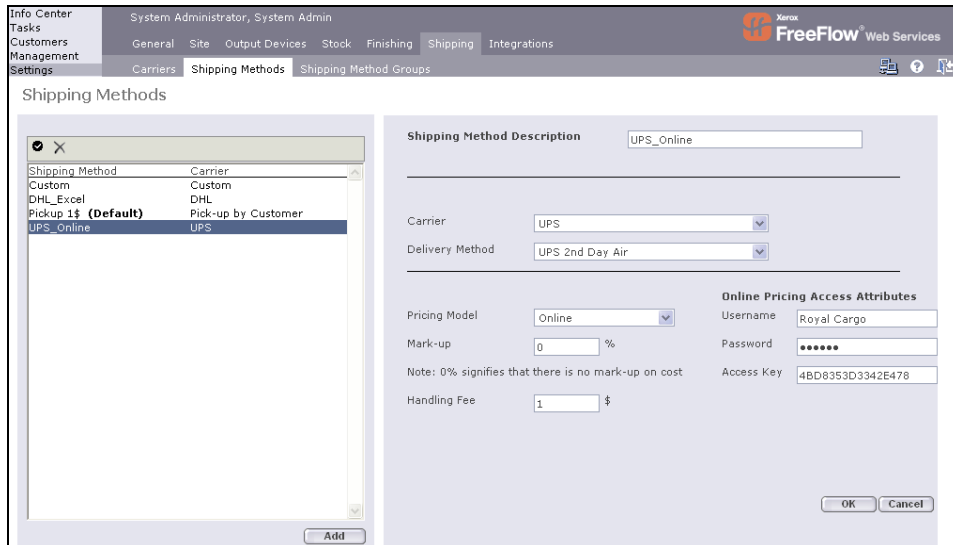 Info Center
Tasks
Customers
Management
Settings
System Administrator, System Admin
General Site Output Devices Stock Finishing Shipping Integrations
Xerox
FreeFlow® Web Services
Carriers Shipping Methods Shipping Method Groups
Shipping Methods
Shipping Method Carrier
Custom Custom
DHL_Excel DHL
Pickup 1$ (Default) Pick-up by Customer
UPS_Online UPS
Add
Shipping Method Description UPS_Online
Carrier UPS
Delivery Method UPS 2nd Day Air
Online Pricing Access Attributes
Pricing Model Online Username Royal Cargo
Mark-up 0 % Password ••••••
Note: 0% signifies that there is no mark-up on cost Access Key 4BD8353D3342E478
Handling Fee 1 $
OK Cancel